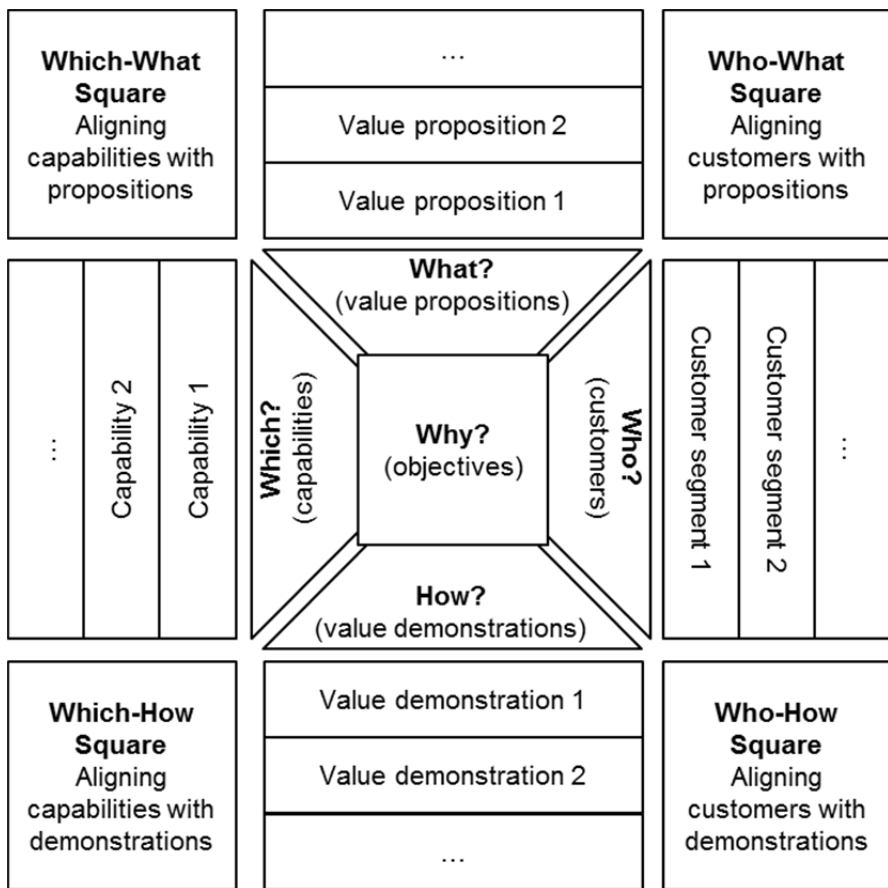 Which-What
Square
Aligning
capabilities with
propositions
...
Value proposition 2
Value proposition 1
Who-What
Square
Aligning
customers with
propositions
...
Capability 2
Capability 1
What?
(value propositions)
Which?
(capabilities)
Why?
(objectives)
Who?
(customers)
How?
(value demonstrations)
Customer segment 1
Customer segment 2
...
Which-How
Square
Aligning
capabilities with
demonstrations
Value demonstration 1
Value demonstration 2
...
Who-How
Square
Aligning
customers with
demonstrations